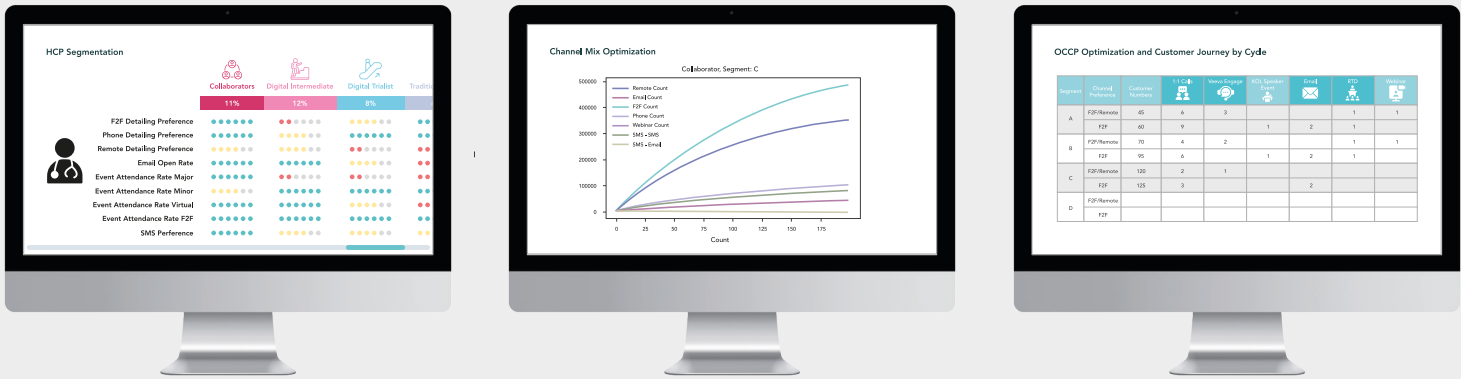 HCP Segmentation
Collaborators Digital Intermediate Digital Trialist Traditi
11% 12% 8%
F2F Detailing Preference
Phone Detailing Preference
Remote Detailing Preference
Email Open Rate
Event Attendance Rate Major
Event Attendance Rate Minor
Event Attendance Rate Virtual
Event Attendance Rate F2F
SMS Perference
Channel Mix Optimization
Collaborator, Segment: C
500000
400000
300000
200000
100000
0
Remote Count
Email Count
F2F Count
Phone Count
Webinar Count
SMS - SMS
SMS - Email
0 25 50 75 100 125 150 175
Count
OCCP Optimization and Customer Journey by Cycle
Segment Channel Preference Customer Numbers 1:1 Calls Veeva Engage KOL Speaker Event Email RTD Webinar
A F2F/Remote 45 6 3 1 1
F2F 60 9 1 2 1
B F2F/Remote 70 4 2 1 1
F2F 95 6 1 2 1
C F2F/Remote 120 2 1
F2F 125 3 2
D F2F/Remote
F2F